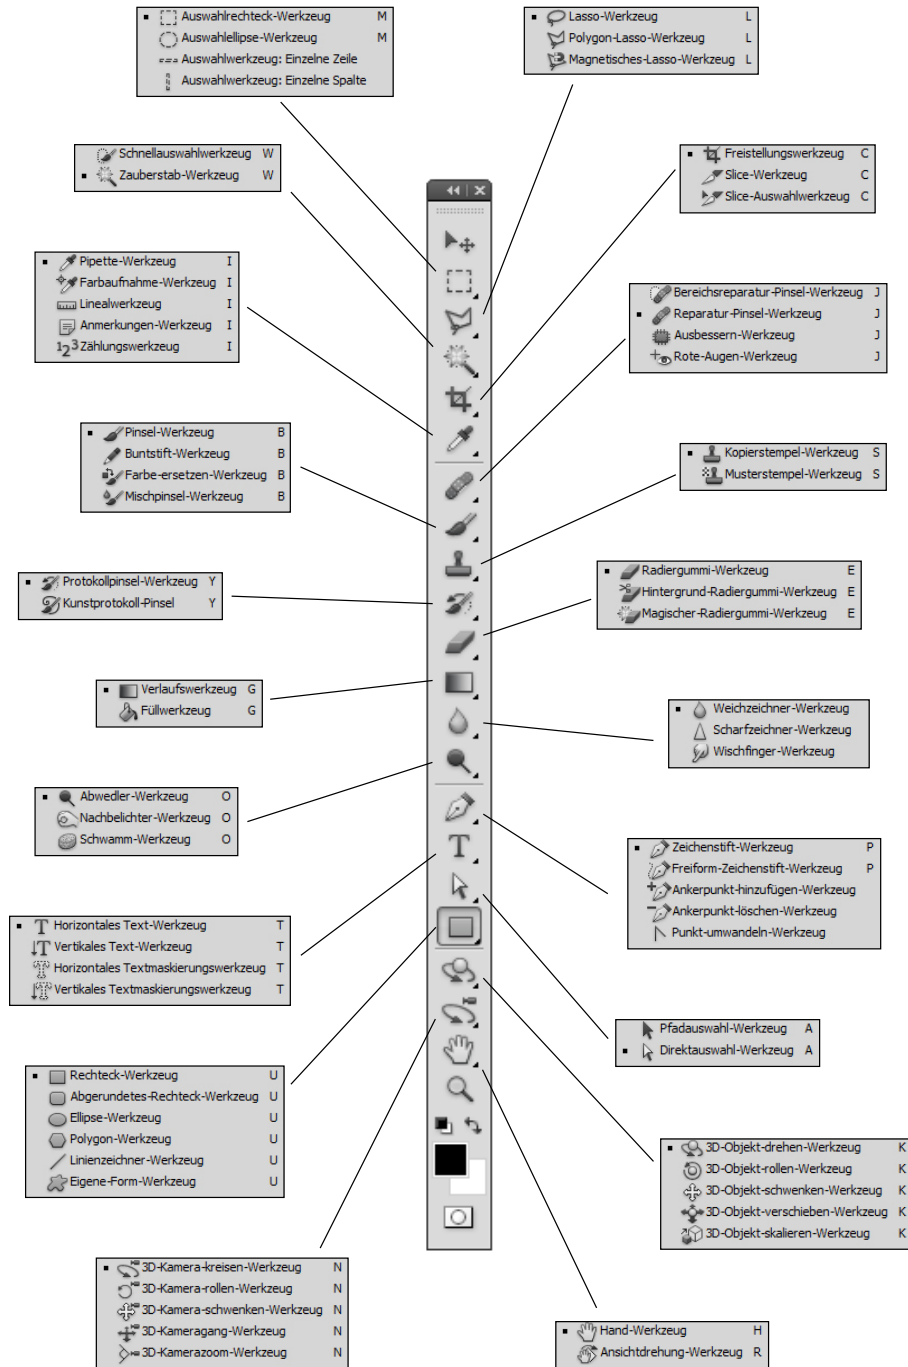 Auswahlrechteck-Werkzeug M
Auswahlellipse-Werkzeug M
Auswahlwerkzeug: Einzelne Zeile
Auswahlwerkzeug: Einzelne Spalte
Lasso-Werkzeug L
Polygon-Lasso-Werkzeug L
Magnetisches-Lasso-Werkzeug L
Schnellauswahlwerkzeug W
Zauberstab-Werkzeug W
Freistellungswerkzeug C
Slice-Werkzeug C
Slice-Auswahlwerkzeug C
Pipette-Werkzeug I
Farbaufnahme-Werkzeug I
Linealwerkzeug I
Anmerkungen-Werkzeug I
123 Zählungswerkzeug I
Bereichsreparatur-Pinsel-Werkzeug J
Reparatur-Pinsel-Werkzeug J
Ausbessern-Werkzeug J
Rote-Augen-Werkzeug J
Pinsel-Werkzeug B
Buntstift-Werkzeug B
Farbe-ersetzen-Werkzeug B
Mischpinsel-Werkzeug B
Kopierstempel-Werkzeug S
Musterstempel-Werkzeug S
Protokollpinsel-Werkzeug Y
Kunstprotokoll-Pinsel Y
Radiergummi-Werkzeug E
Hintergrund-Radiergummi-Werkzeug E
Magischer-Radiergummi-Werkzeug E
Verlaufswerkzeug G
Füllwerkzeug G
Weichzeichner-Werkzeug
Scharfzeichner-Werkzeug
Wischfinger-Werkzeug
Abwedler-Werkzeug O
Nachbelichter-Werkzeug O
Schwamm-Werkzeug O
Zeichenstift-Werkzeug P
Freiform-Zeichenstift-Werkzeug P
Ankerpunkt-hinzufügen-Werkzeug
Ankerpunkt-löschen-Werkzeug
Punkt-umwandeln-Werkzeug
T
T Horizontales Text-Werkzeug T
T Vertikales Text-Werkzeug T
T Horizontales Textmaskierungswerkzeug T
T Vertikales Textmaskierungswerkzeug T
Pfadauswahl-Werkzeug A
Direktauswahl-Werkzeug A
Rechteck-Werkzeug U
Abgerundetes-Rechteck-Werkzeug U
Ellipse-Werkzeug U
Polygon-Werkzeug U
Linienzeichner-Werkzeug U
Eigene-Form-Werkzeug U
3D-Objekt-drehen-Werkzeug K
3D-Objekt-rollen-Werkzeug K
3D-Objekt-schwenken-Werkzeug K
3D-Objekt-verschieben-Werkzeug K
3D-Objekt-skalieren-Werkzeug K
3D-Kamera-kreisen-Werkzeug N
3D-Kamera-rollen-Werkzeug N
3D-Kamera-schwenken-Werkzeug N
3D-Kameragang-Werkzeug N
3D-Kamerazoom-Werkzeug N
Hand-Werkzeug H
Ansichtdrehung-Werkzeug R